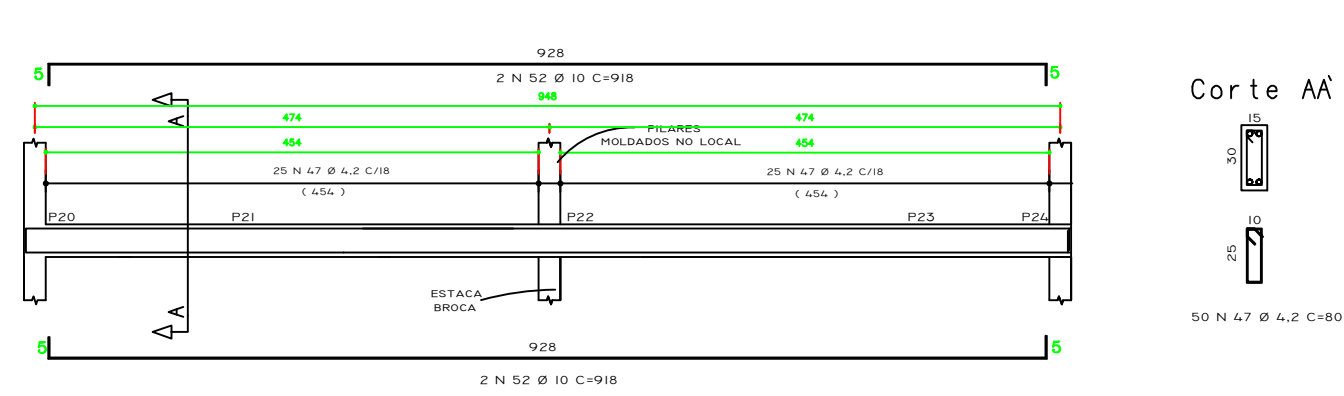 928
5
5
2 N 52 Ø 10 C=918
Corte AA`
948
A
474
474
15
PILARES
MOLDADOS NO LOCAL
454
454
30
25 N 47 Ø 4,2 C/18
25 N 47 Ø 4,2 C/18
( 454 )
( 454 )
P20
P21
P22
P23
P24
10
25
ESTACA
BROCA
A
50 N 47 Ø 4,2 C=80
5
928
5
2 N 52 Ø 10 C=918